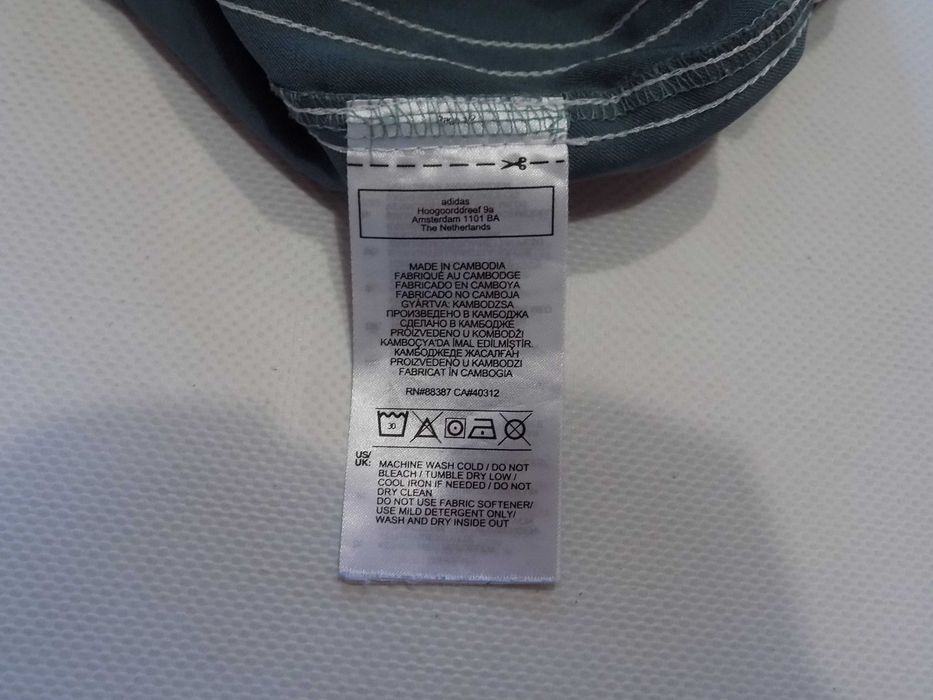 adidas
Hoogoorddreef 9a
Amsterdam 1101 BA
The Netherlands
MADE IN CAMBODIA
FABRIQUÉ AU CAMBODGE
FABRICADO EN CAMBOYA
FABRICADO NO CAMBOJA
GYÁRTVA: KAMBODZSA
ПРОИЗВЕДЕНО В КАМБОДЖА
СДЕЛАНО В КАМБОДЖЕ
PROIZVEDENO U KOMBODŽI
KAMBOÇYA'DA İMAL EDİLMİŞTİR.
КАМБОДЖЕДЕ ЖАСАЛҒАН
PROIZVEDENO U KAMBODZI
FABRICAT ÎN CAMBOGIA
RN#88387 CA#40312
30
US/
UK:
MACHINE WASH COLD / DO NOT
BLEACH / TUMBLE DRY LOW /
COOL IRON IF NEEDED / DO NOT
DRY CLEAN
DO NOT USE FABRIC SOFTENER/
USE MILD DETERGENT ONLY/
WASH AND DRY INSIDE OUT